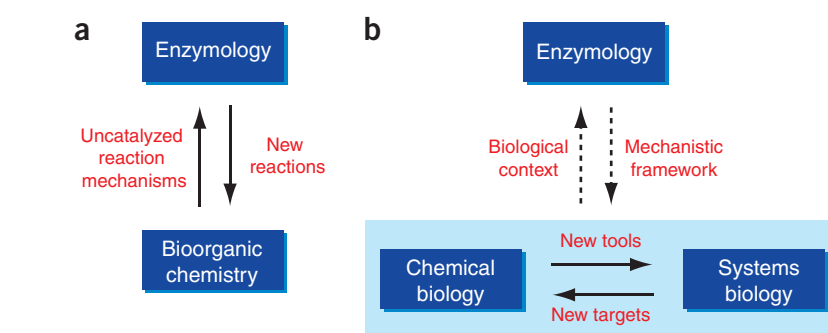 a
Enzymology
Uncatalyzed
reaction
mechanisms
New
reactions
Bioorganic
chemistry
b
Enzymology
Biological
context
Mechanistic
framework
Chemical
biology
New tools
New targets
Systems
biology